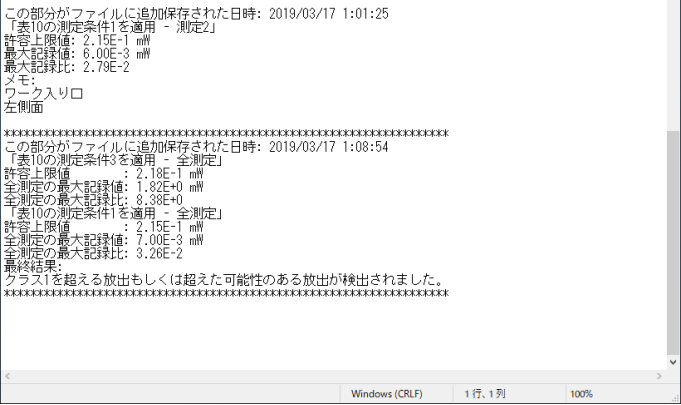 この部分がファイルに追加保存された日時: 2019/03/17 1:01:25
「表10の測定条件1を適用 - 測定2」
許容上限値: 2.15E-1 mW
最大記録値: 6.00E-3 mW
最大記録比: 2.79E-2
メモ:
ワーク入り口
左側面
*******************************************************************
この部分がファイルに追加保存された日時: 2019/03/17 1:08:54
「表10の測定条件3を適用 - 全測定」
許容上限値　　　　: 2.18E-1 mW
全測定の最大記録値: 1.82E+0 mW
全測定の最大記録比: 8.38E+0
「表10の測定条件1を適用 - 全測定」
許容上限値　　　　: 2.15E-1 mW
全測定の最大記録値: 7.00E-3 mW
全測定の最大記録比: 3.26E-2
最終結果:
クラス1を超える放出もしくは超えた可能性のある放出が検出されました。
*******************************************************************
Windows (CRLF) 1 行、1 列 100%